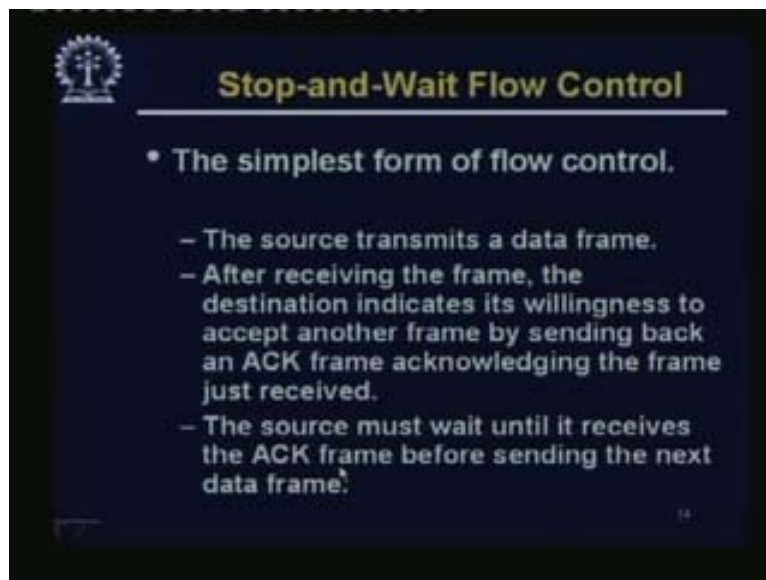 Stop-and-Wait Flow Control
• The simplest form of flow control.
– The source transmits a data frame.
– After receiving the frame, the
destination indicates its willingness to
accept another frame by sending back
an ACK frame acknowledging the frame
just received.
– The source must wait until it receives
the ACK frame before sending the next
data frame.
14